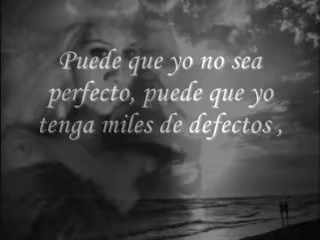 Puede que yo no sea
perfecto, puede que yo
tenga miles de defectos ,